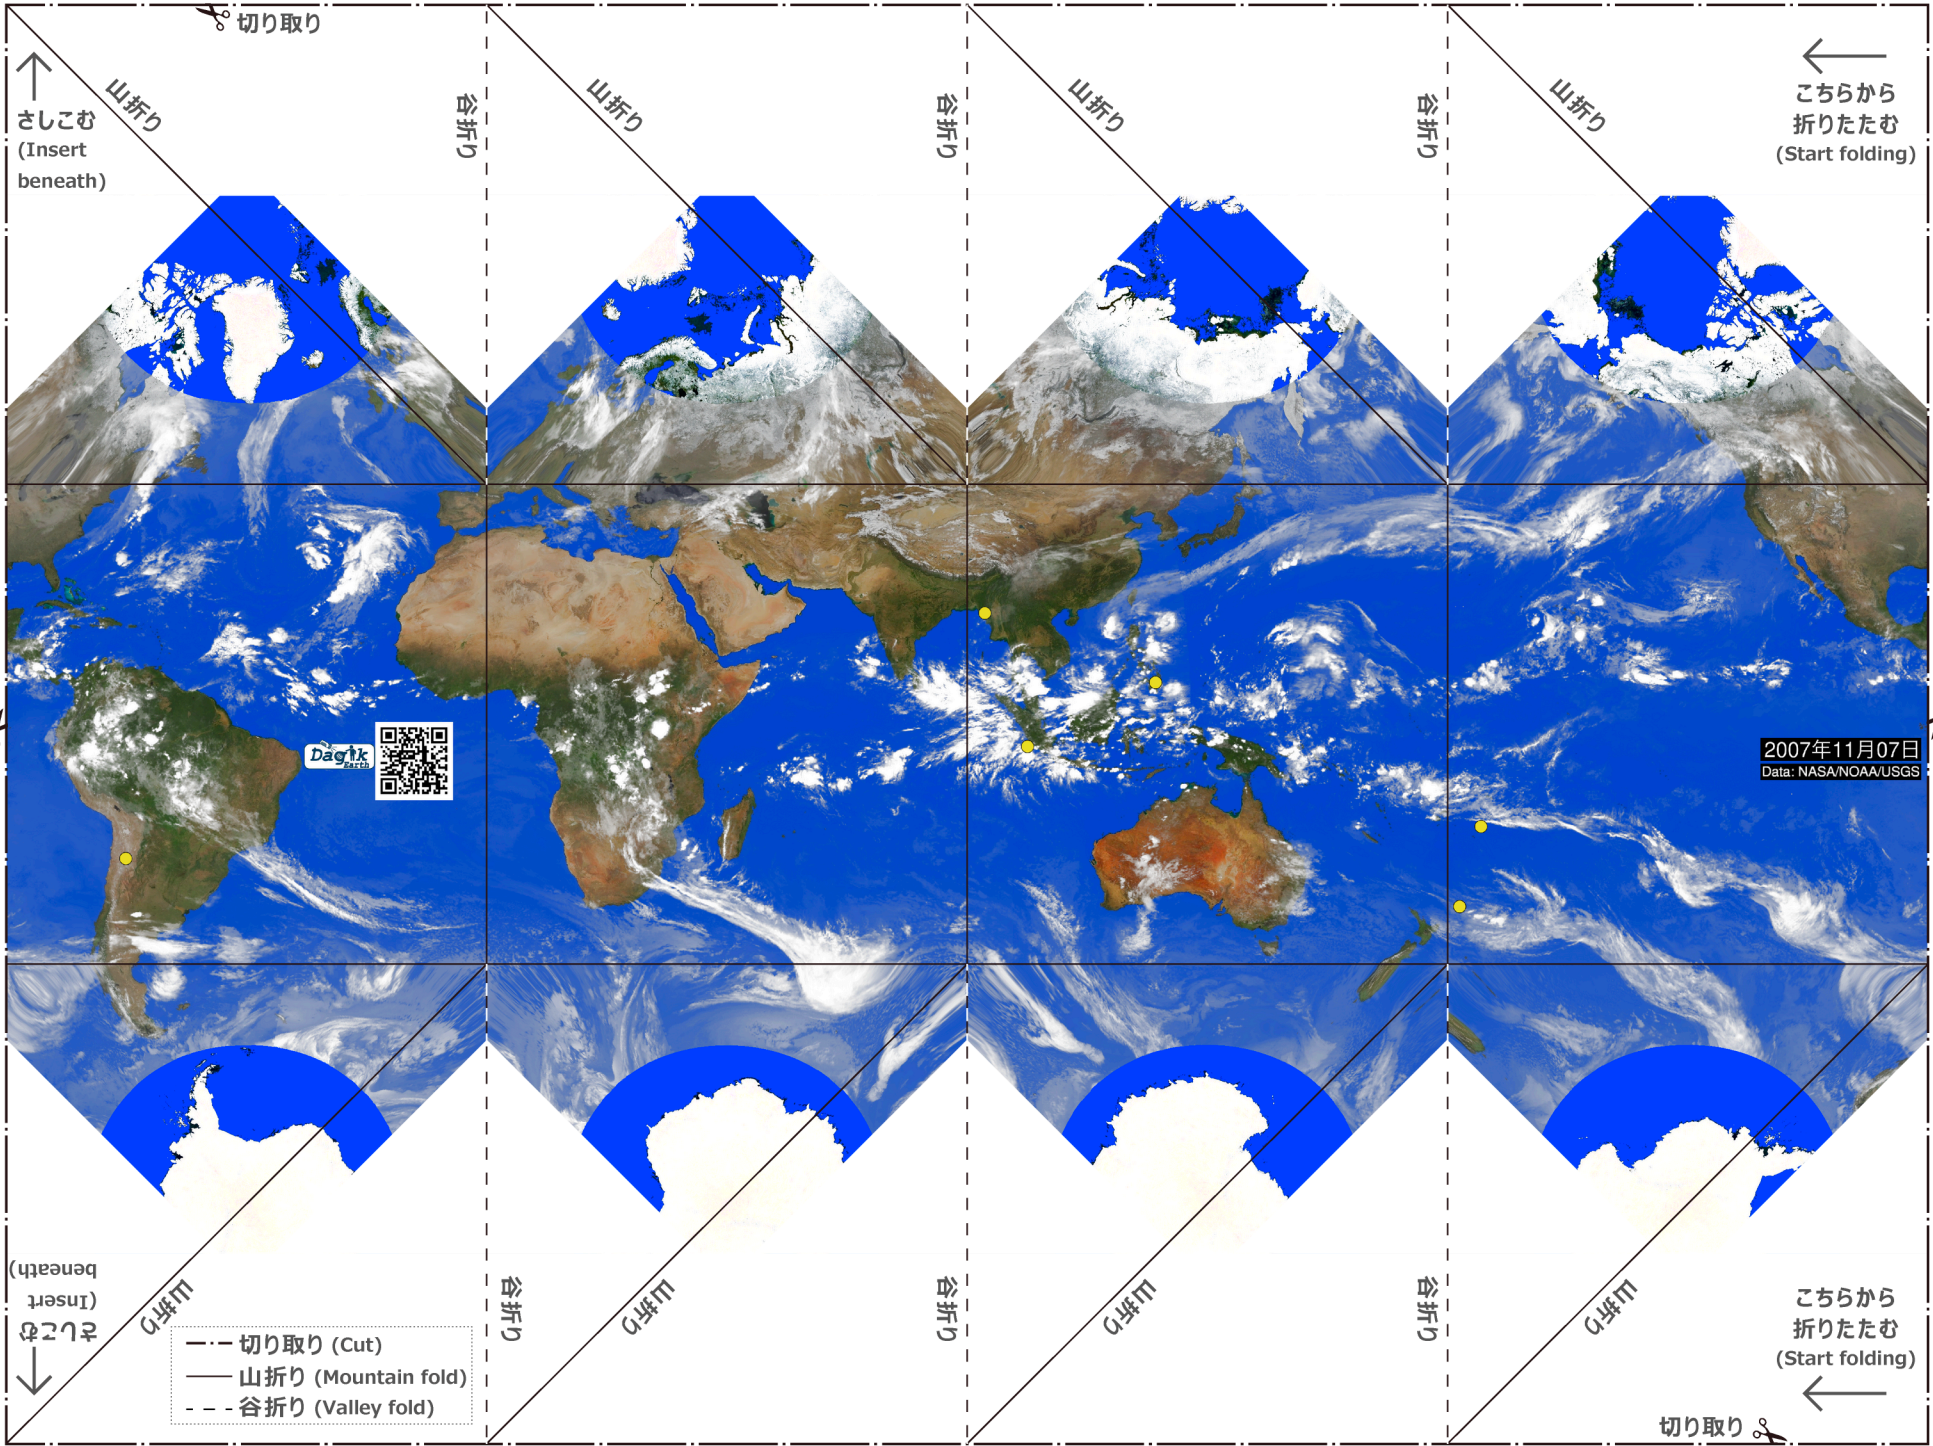 切り取り
さしこむ
(Insert
beneath)
山折り
谷折り
山折り
谷折り
山折り
谷折り
山折り
こちらから
折りたたむ
(Start folding)
Dagik
Earth
2007年11月07日
Data: NASA/NOAA/USGS
さしこむ
(Insert
beneath)
山折り
谷折り
山折り
谷折り
山折り
谷折り
山折り
こちらから
折りたたむ
(Start folding)
切り取り (Cut)
山折り (Mountain fold)
谷折り (Valley fold)
切り取り